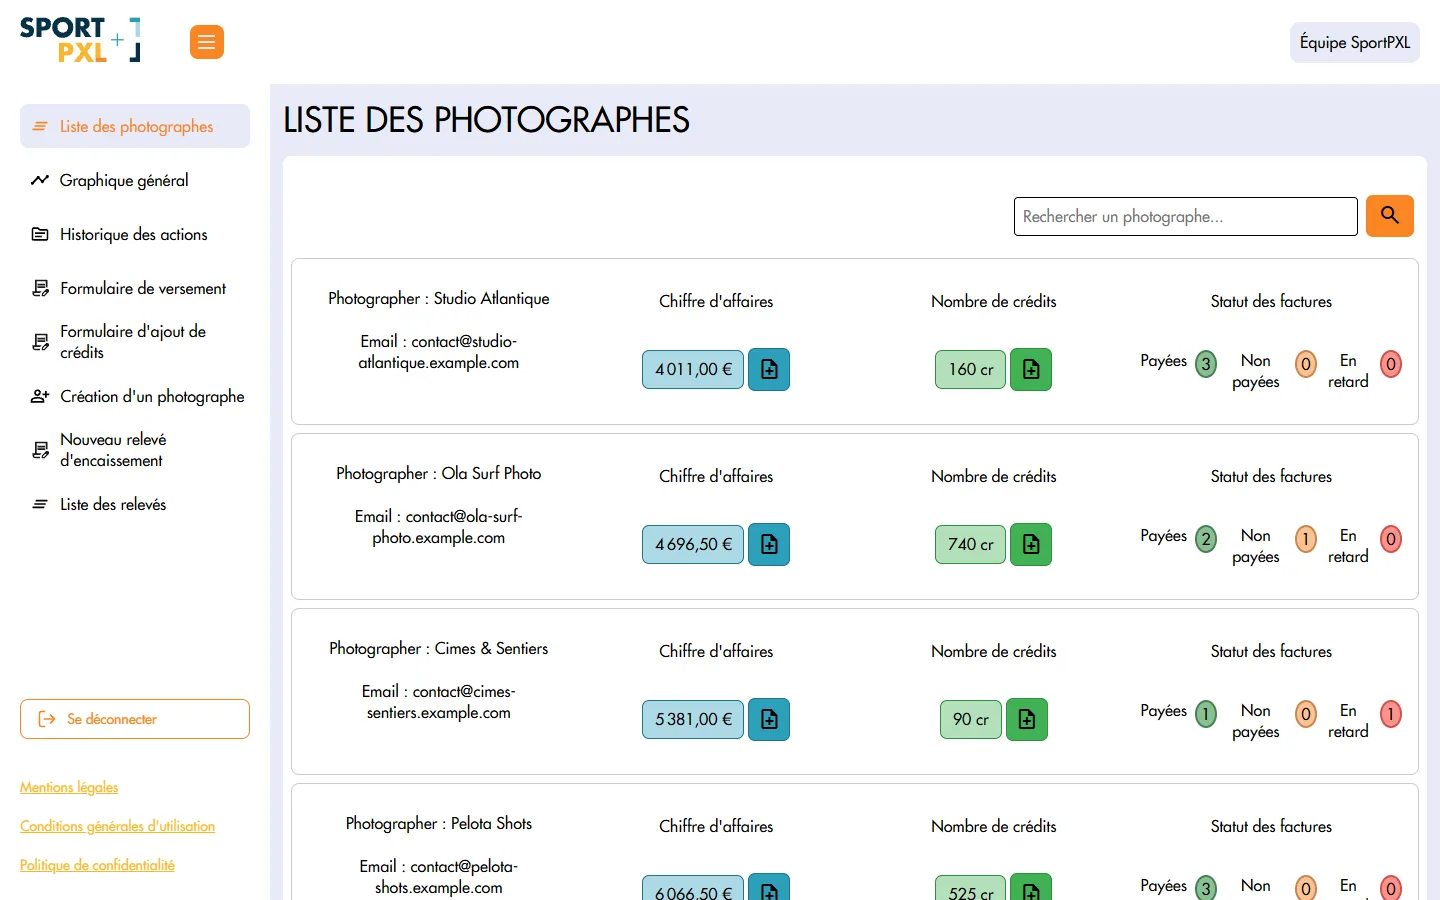 SPORT
PXL
Équipe SportPXL
Liste des photographes
Graphique général
Historique des actions
Formulaire de versement
Formulaire d'ajout de
crédits
Création d'un photographe
Nouveau relevé
d'encaissement
Liste des relevés
Se déconnecter
Mentions légales
Conditions générales d'utilisation
Politique de confidentialité
LISTE DES PHOTOGRAPHES
Rechercher un photographe...
Photographer : Studio Atlantique
Email : contact@studio-
atlantique.example.com
Chiffre d'affaires
4 011,00 €
Nombre de crédits
160 cr
Statut des factures
Payées 3 Non payées 0 En retard 0
Photographer : Ola Surf Photo
Email : contact@ola-surf-
photo.example.com
Chiffre d'affaires
4 696,50 €
Nombre de crédits
740 cr
Statut des factures
Payées 2 Non payées 1 En retard 0
Photographer : Cimes & Sentiers
Email : contact@cimes-
sentiers.example.com
Chiffre d'affaires
5 381,00 €
Nombre de crédits
90 cr
Statut des factures
Payées 1 Non payées 0 En retard 1
Photographer : Pelota Shots
Email : contact@pelota-
shots.example.com
Chiffre d'affaires
6 066,50 €
Nombre de crédits
525 cr
Statut des factures
Payées 3 Non 0 En 0